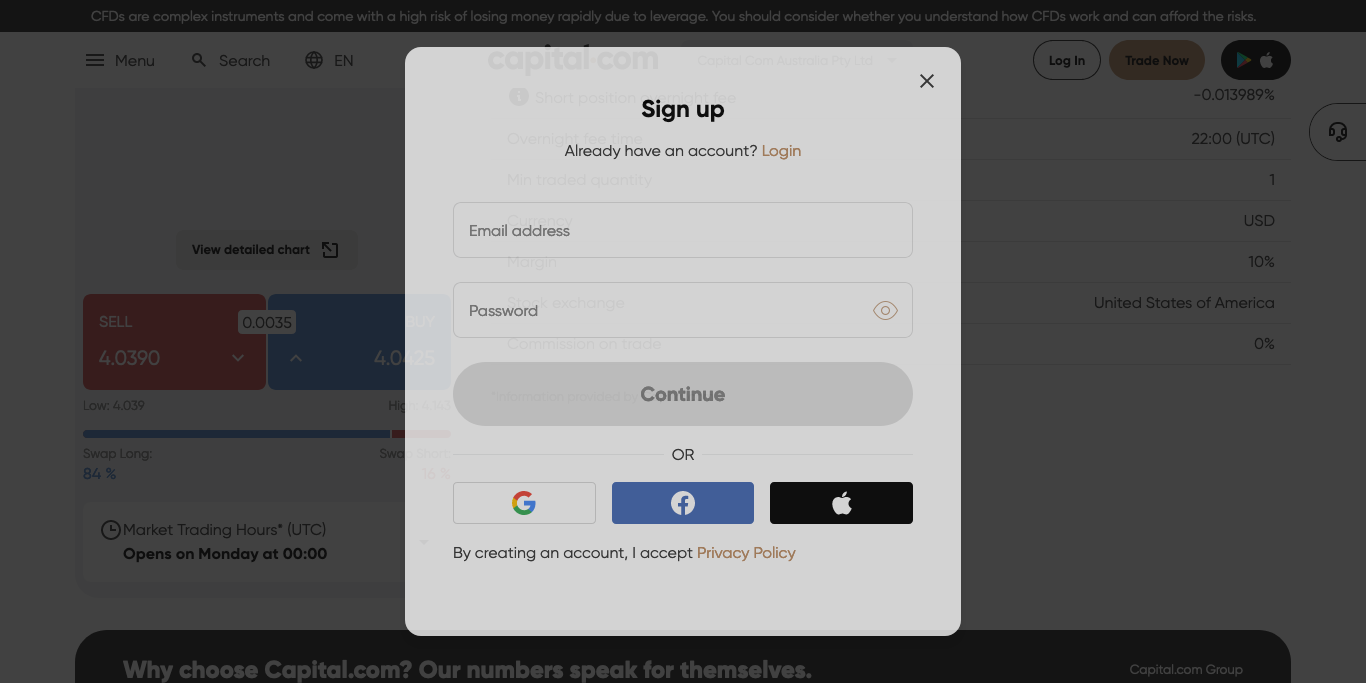 CFDs are complex instruments and come with a high risk of losing money rapidly due to leverage. You should consider whether you understand how CFDs work and can afford the risks.
Menu Search EN capital.com Capital Com Australia Pty Ltd Log In Trade Now
Short position overnight fee -0.013989%
Sign up
Overnight fee time 22:00 (UTC)
Already have an account? Login
Min traded quantity 1
Currency USD
Email address
View detailed chart
Margin 10%
Stock exchange United States of America
Password
SELL 0.0035 BUY
Commission on trade 0%
4.0390 4.0425
Continue
*Information provided by
Low: 4.039 High:
OR
Swap Long: Swap Short:
84 % 16 %
Market Trading Hours* (UTC)
Opens on Monday at 00:00
By creating an account, I accept Privacy Policy
Why choose Capital.com? Our numbers speak for themselves.
Capital.com Group